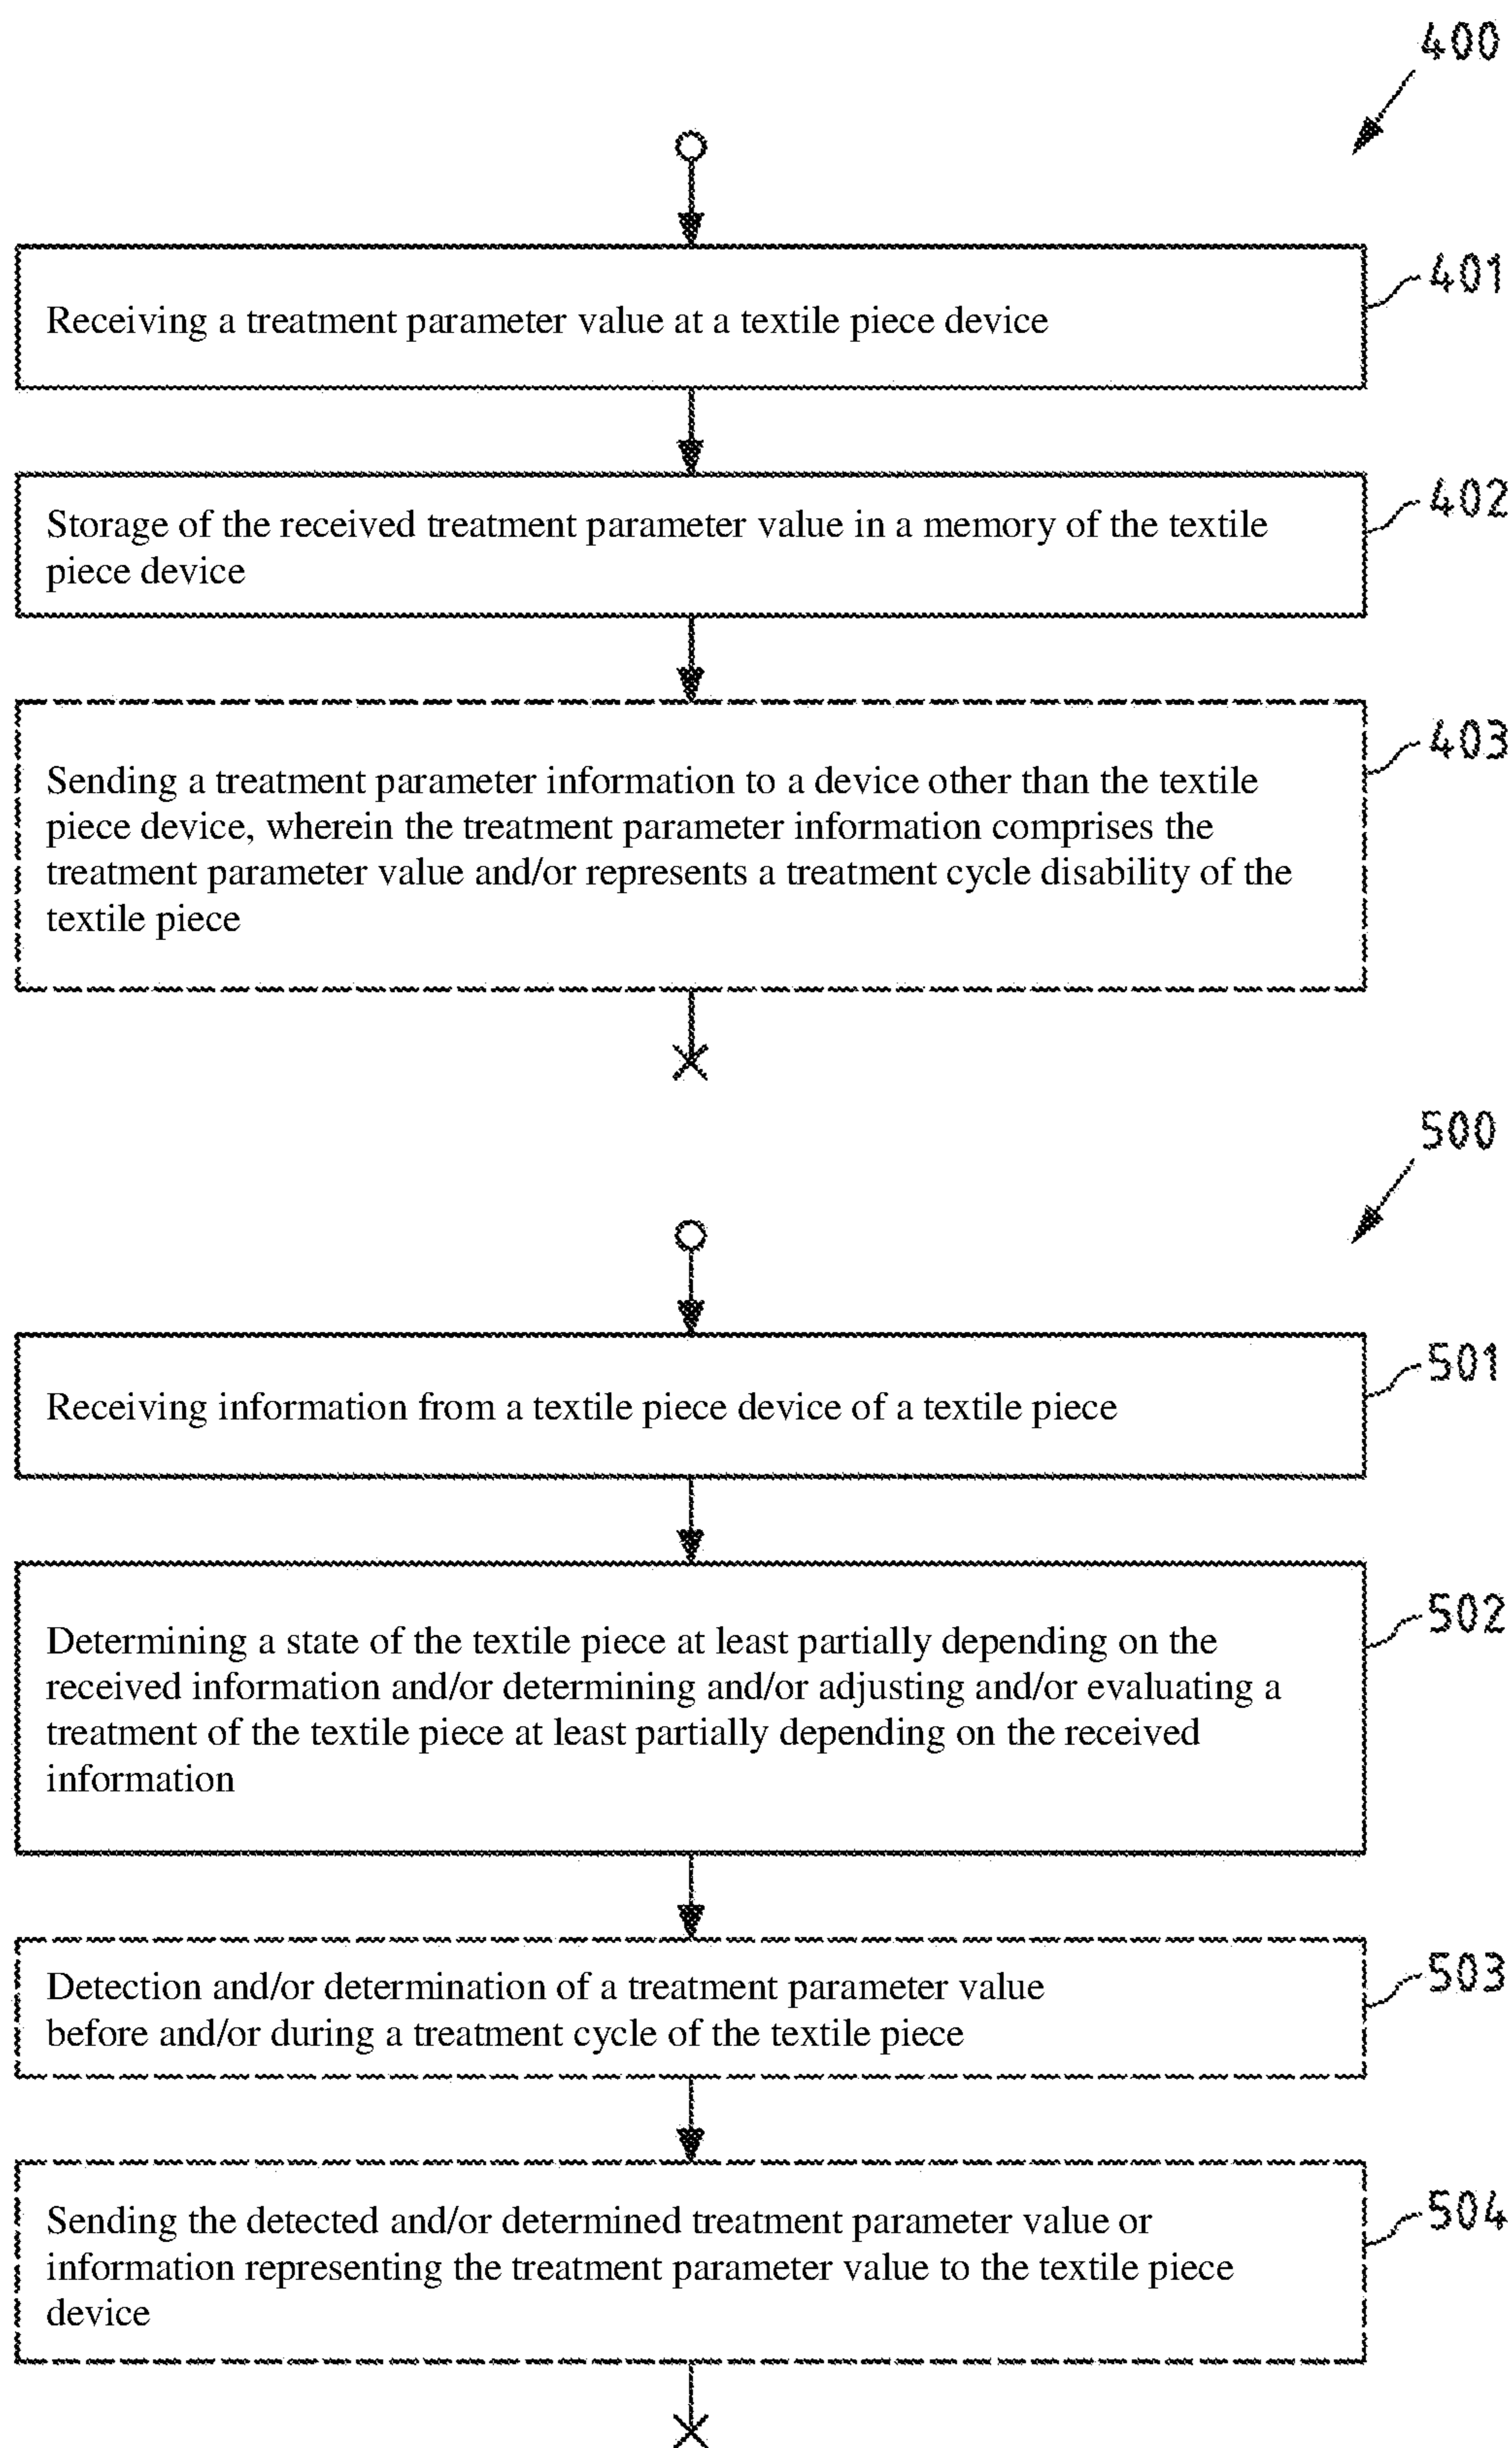 400
Receiving a treatment parameter value at a textile piece device
401
Storage of the received treatment parameter value in a memory of the textile
piece device
402
Sending a treatment parameter information to a device other than the textile
piece device, wherein the treatment parameter information comprises the
treatment parameter value and/or represents a treatment cycle disability of the
textile piece
403
500
Receiving information from a textile piece device of a textile piece
501
Determining a state of the textile piece at least partially depending on the
received information and/or determining and/or adjusting and/or evaluating a
treatment of the textile piece at least partially depending on the received
information
502
Detection and/or determination of a treatment parameter value
before and/or during a treatment cycle of the textile piece
503
Sending the detected and/or determined treatment parameter value or
information representing the treatment parameter value to the textile piece
device
504